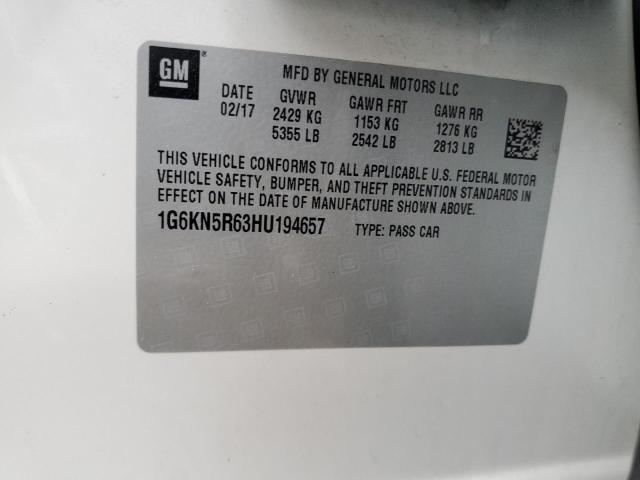 GM
MFD BY GENERAL MOTORS LLC
DATE GVWR GAWR FRT GAWR RR
02/17 2429 KG 1153 KG 1276 KG
5355 LB 2542 LB 2813 LB
THIS VEHICLE CONFORMS TO ALL APPLICABLE U.S. FEDERAL MOTOR
VEHICLE SAFETY, BUMPER, AND THEFT PREVENTION STANDARDS IN
EFFECT ON THE DATE OF MANUFACTURE SHOWN ABOVE.
1G6KN5R63HU194657 TYPE: PASS CAR